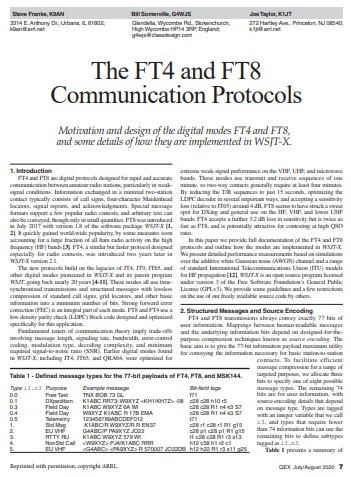 Steve Franke, K9AN
Bill Somerville, G4WJS
Joe Taylor, K1JT
3314 E. Anthony Dr., Urbana, IL 61802;
k9an@arrl.net
Glendella, Wycombe Rd., Stokenchurch,
High Wycombe HP14 3RP, England;
g4wjs@classdesign.com
272 Hartley Ave., Princeton, NJ 08540;
k1jt@arrl.net
The FT4 and FT8
Communication Protocols
Motivation and design of the digital modes FT4 and FT8,
and some details of how they are implemented in WSJT-X.
1. Introduction
FT4 and FT8 are digital protocols designed for rapid and accurate
communication between amateur radio stations, particularly in weak-
signal conditions. Information exchanged in a minimal two-station
contact typically consists of call signs, four-character Maidenhead
locators, signal reports, and acknowledgments. Special message
formats support a few popular radio contests, and arbitrary text can
also be conveyed, though only in small quantities. FT8 was introduced
in July 2017 with version 1.8 of the software package WSJT-X [1,
2]. It quickly gained world-wide popularity, by some measures soon
accounting for a large fraction of all ham radio activity on the high
frequency (HF) bands [3]. FT4, a similar but faster protocol designed
especially for radio contests, was introduced two years later in
WSJT-X version 2.1.
The new protocols build on the legacies of JT4, JT9, JT65, and
other digital modes pioneered in WSJT-X and its parent program
WSJT, going back nearly 20 years [4-11]. These modes all use time-
synchronized transmissions and structured messages with lossless
compression of standard call signs, grid locators, and other basic
information into a minimum number of bits. Strong forward error
correction (FEC) is an integral part of each mode. FT8 and FT4 use a
low density parity check (LDPC) block code designed and optimized
specifically for this application.
Fundamental tenets of communication theory imply trade-offs
involving message length, signaling rate, bandwidth, error-control
coding, modulation type, decoding complexity, and minimum
required signal-to-noise ratio (SNR). Earlier digital modes found
in WSJT-X, including JT4, JT65, and QRA64, were optimized for
extreme weak-signal performance on the VHF, UHF, and microwave
bands. These modes use transmit and receive sequences of one
minute, so two-way contacts generally require at least four minutes.
By reducing the T/R sequences to just 15 seconds, optimizing the
LDPC decoder in several important ways, and accepting a sensitivity
loss (relative to JT65) around 4 dB, FT8 seems to have struck a sweet
spot for DXing and general use on the HF, VHF, and lower UHF
bands. FT4 accepts a further 3.2 dB loss in sensitivity but is twice as
fast as FT8, and is potentially attractive for contesting at high QSO
rates.
In this paper we provide full documentation of the FT4 and FT8
protocols and outline how the modes are implemented in WSJT-X.
We present detailed performance measurements based on simulations
over the additive white Gaussian noise (AWGN) channel and a range
of standard International Telecommunications Union (ITU) models
for HF propagation [12]. WSJT-X is an open source program licensed
under version 3 of the Free Software Foundation's General Public
License (GPLv3). We provide some guidelines and a few restrictions
on the use of our freely available source code by others.
2. Structured Messages and Source Encoding
FT4 and FT8 transmissions always convey exactly 77 bits of
user information. Mappings between human-readable messages
and the underlying information bits depend on designed-for-the-
purpose compression techniques known as source encoding. The
basic aim is to give the 77-bit information payload maximum utility
for conveying the information necessary for basic station-to-station
contacts. To facilitate efficient
message compression for a range of
targeted purposes, we allocate three
bits to specify one of eight possible
message types. The remaining 74
bits are for user information, with
source-encoding details that depend
on message type. Types are tagged
with an integer variable that we call
i3, and types that require fewer
than 74 information bits can use the
remaining bits to define subtypes
tagged as i3.n3.
Table 1 presents a summary of
Table 1 - Defined message types for the 77-bit payloads of FT4, FT8, and MSK144.
Type i3.n3 Purpose Example message Bit-field tags
0.0 Free Text TNX BOB 73 GL f71
0.1 DXpedition K1ABC RR73; W9XYZ <KH1/KH7Z> -08 c28 c28 h10 r5
0.3 Field Day K1ABC W9XYZ 6A WI c28 c28 R1 n4 k3 S7
0.4 Field Day W9XYZ K1ABC R 17B EMA c28 c28 R1 n4 k3 S7
0.5 Telemetry 123456789ABCDEF012 t71
1. Std Msg K1ABC/R W9XYZ/R R EN37 c28 r1 c28 r1 R1 g15
2. EU VHF G4ABC/P PA9XYZ JO22 c28 p1 c28 p1 R1 g15
3. RTTY RU K1ABC W9XYZ 579 WI t1 c28 c28 R1 r3 s13
4. NonStd Call <W9XYZ> PJ4/K1ABC RRR h12 c58 h1 r2 c1
5. EU VHF <G4ABC> <PA9XYZ> R 570007 JO22DB h12 h22 R1 r3 s11 g25
Reprinted with permission; copyright ARRL.
QEX July/August 2020 7